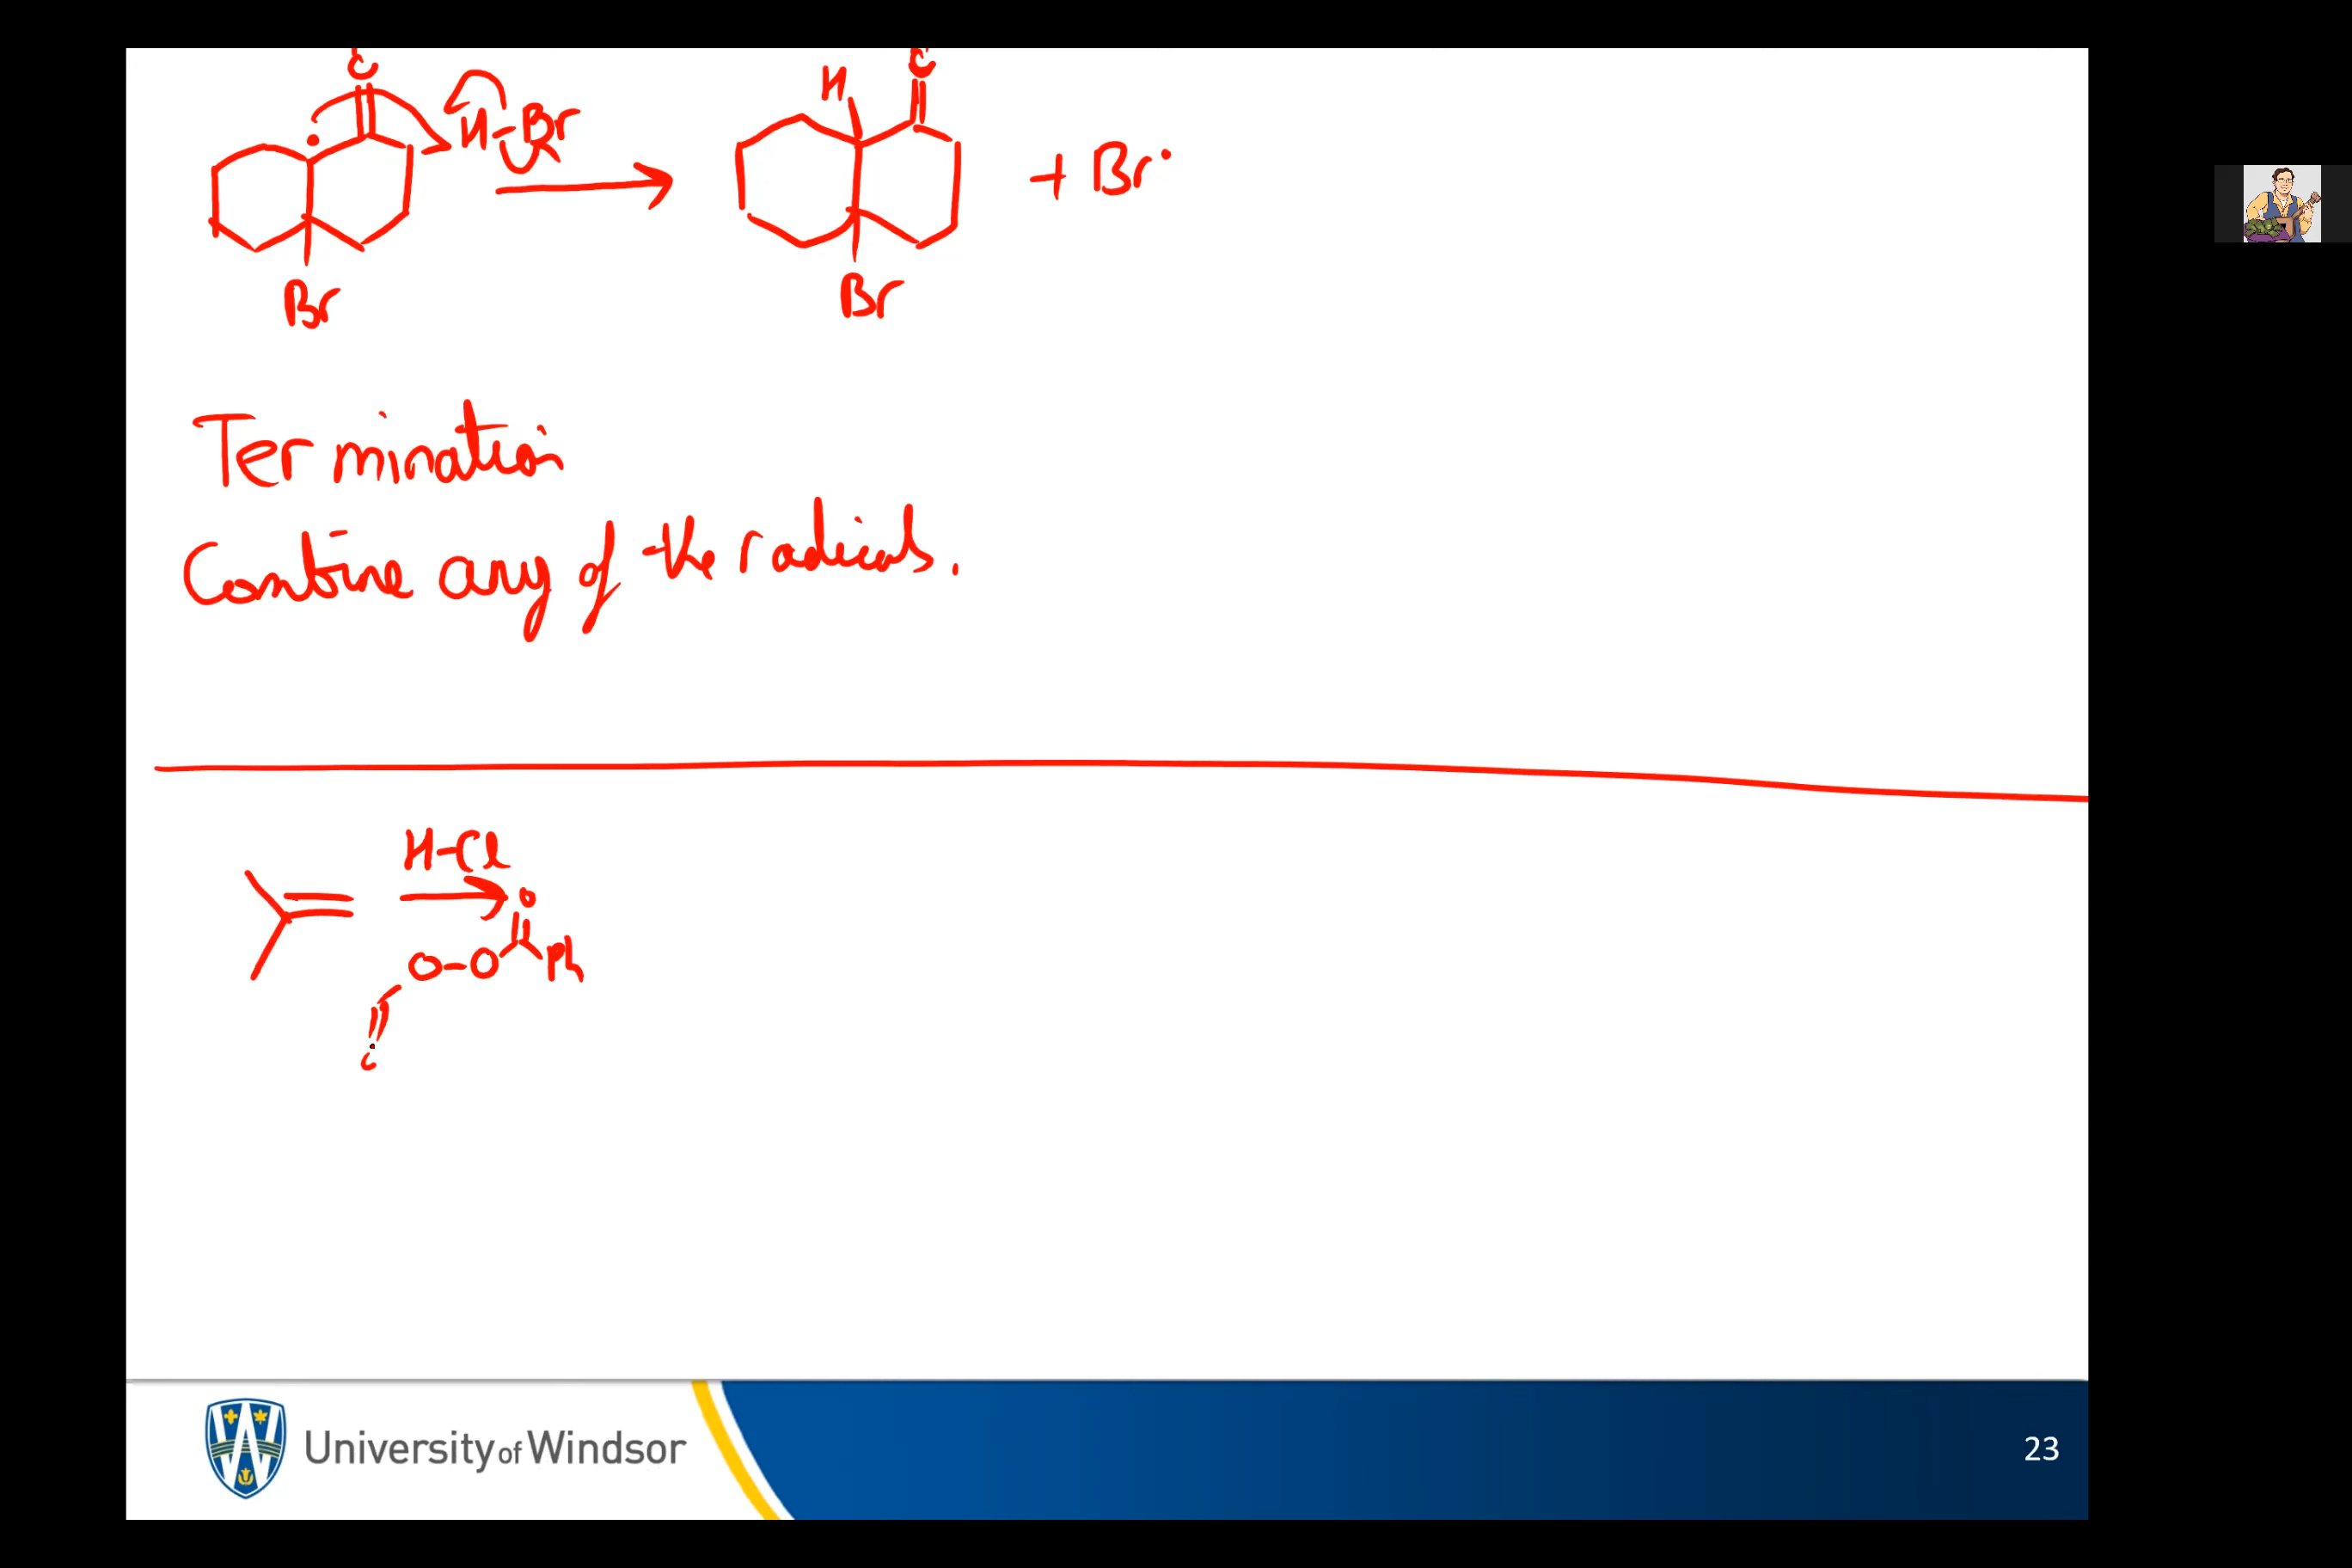 C C
H
H-Br + Br·
Br Br
Termination
Combine any of the radicals.
H-Cl
O
O-O Ph
University of Windsor
23